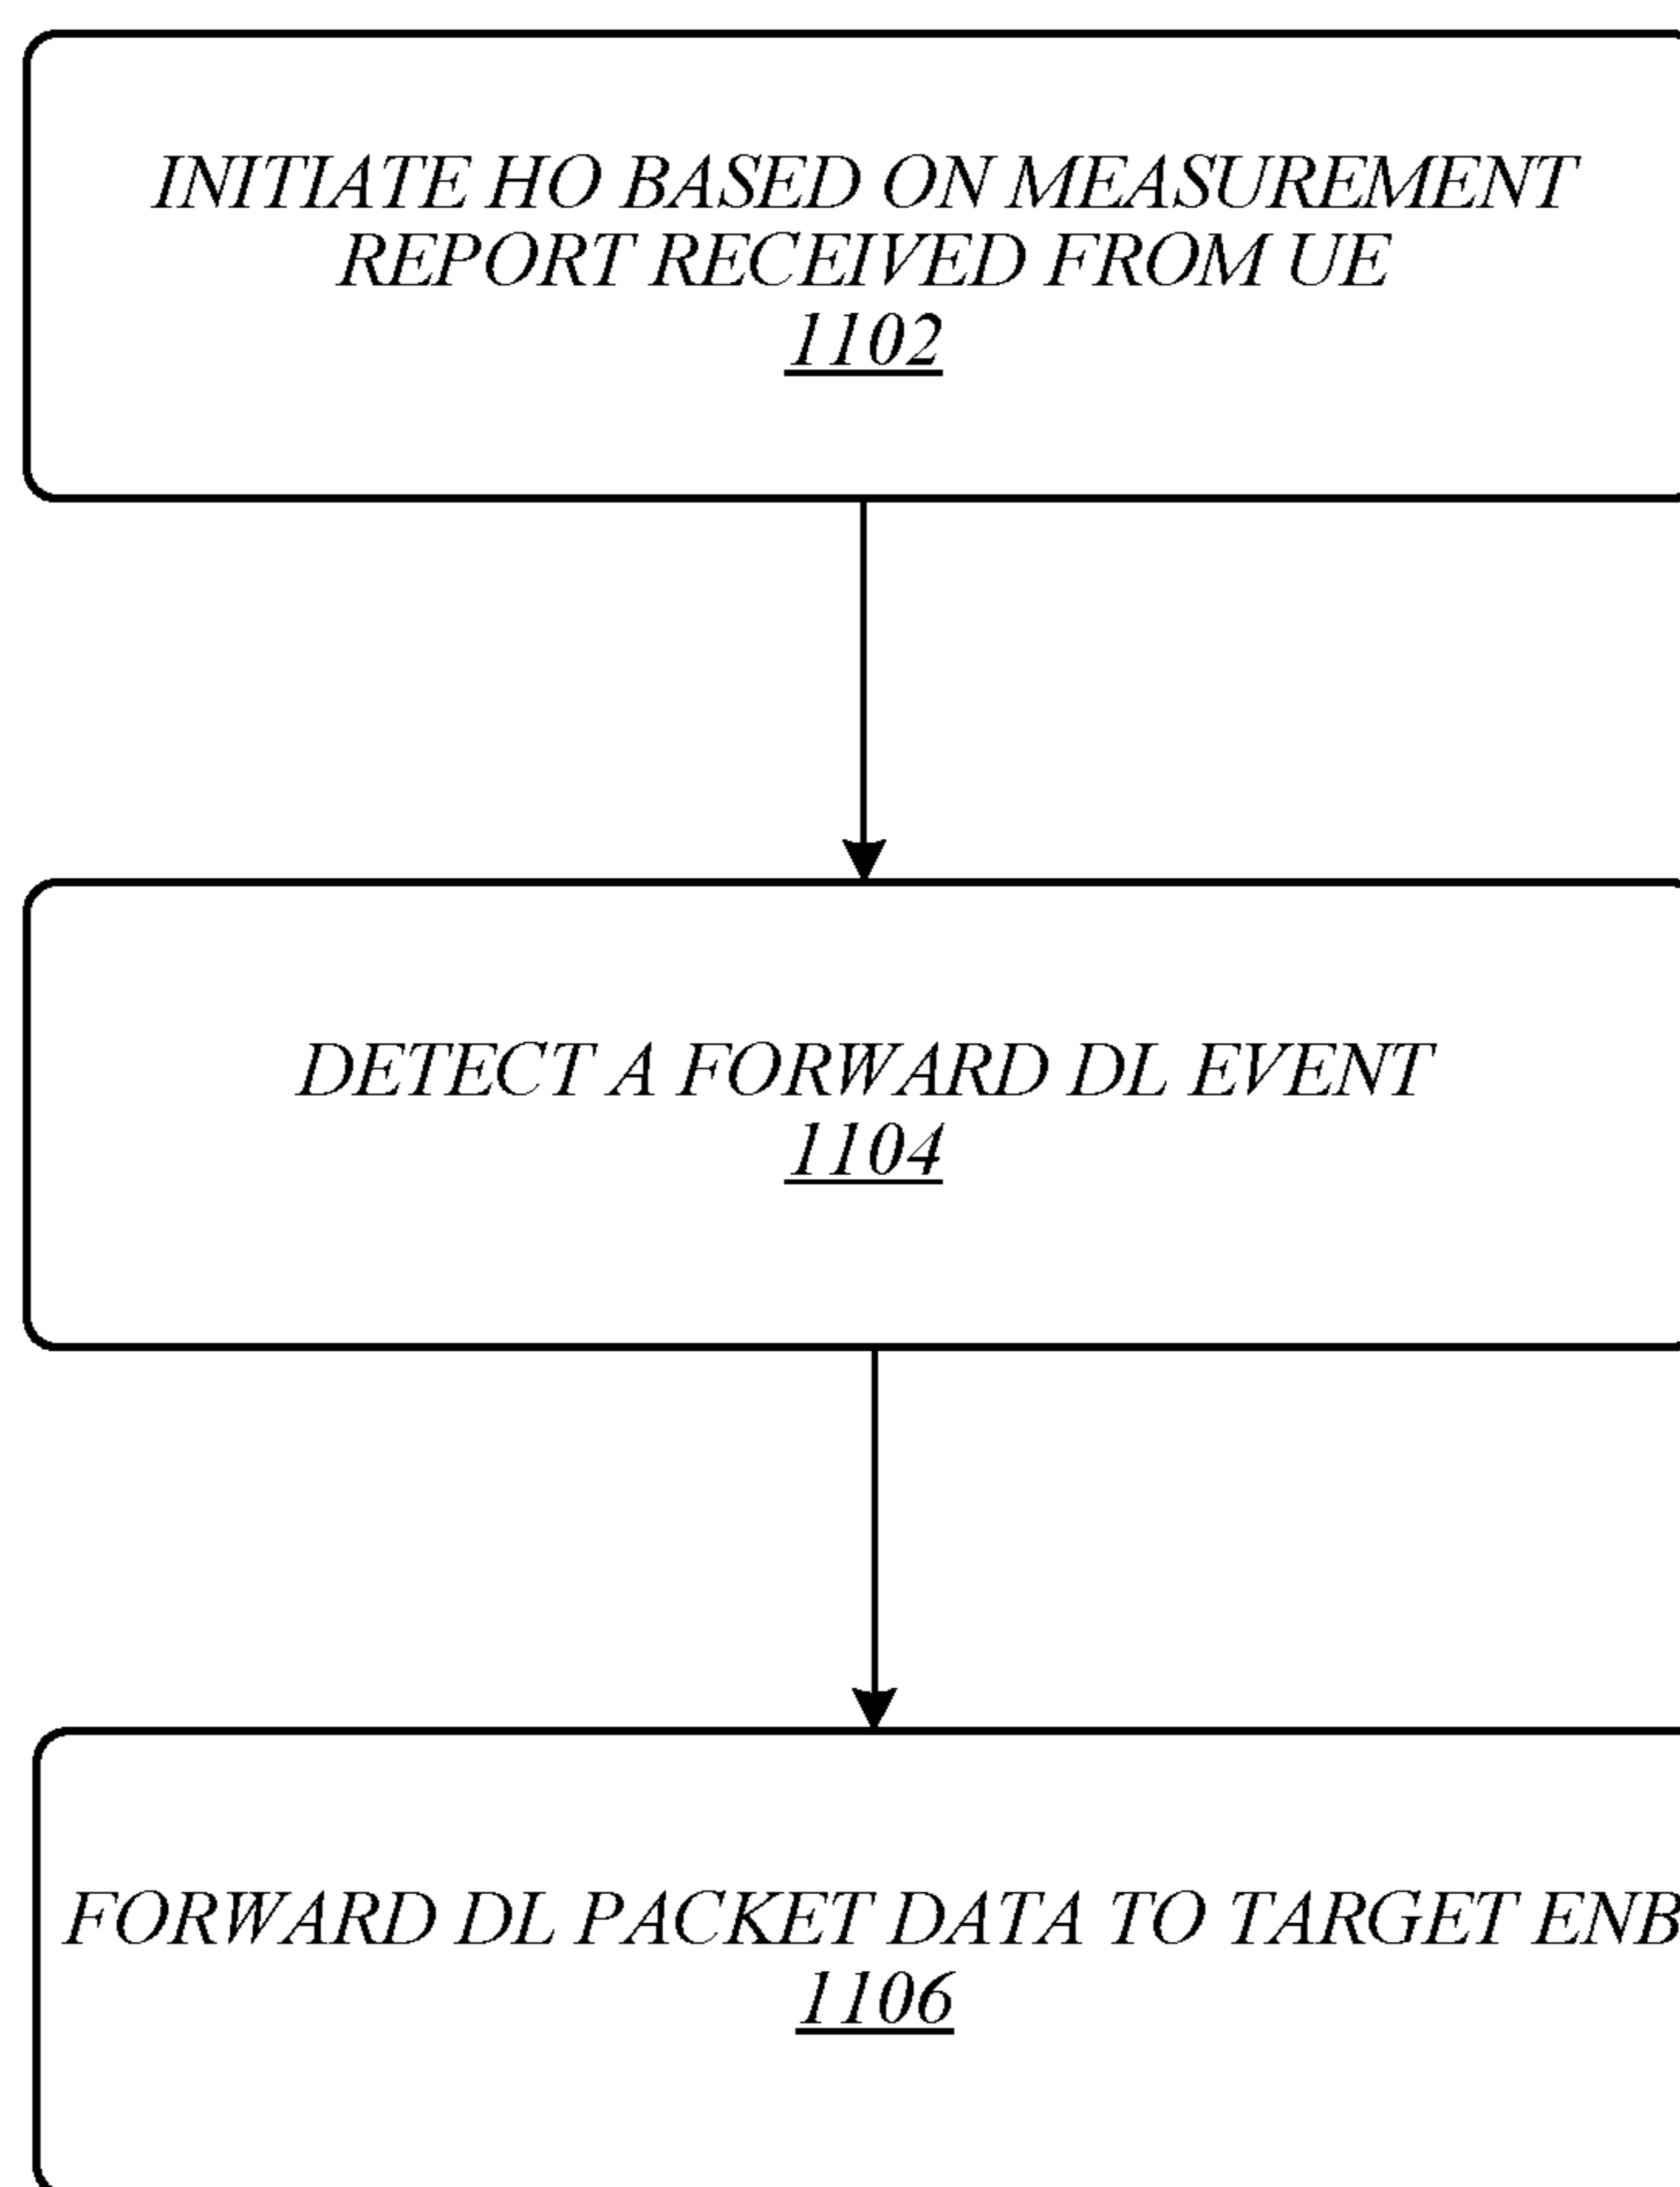 INITIATE HO BASED ON MEASUREMENT
REPORT RECEIVED FROM UE
1102
DETECT A FORWARD DL EVENT
1104
FORWARD DL PACKET DATA TO TARGET ENB
1106